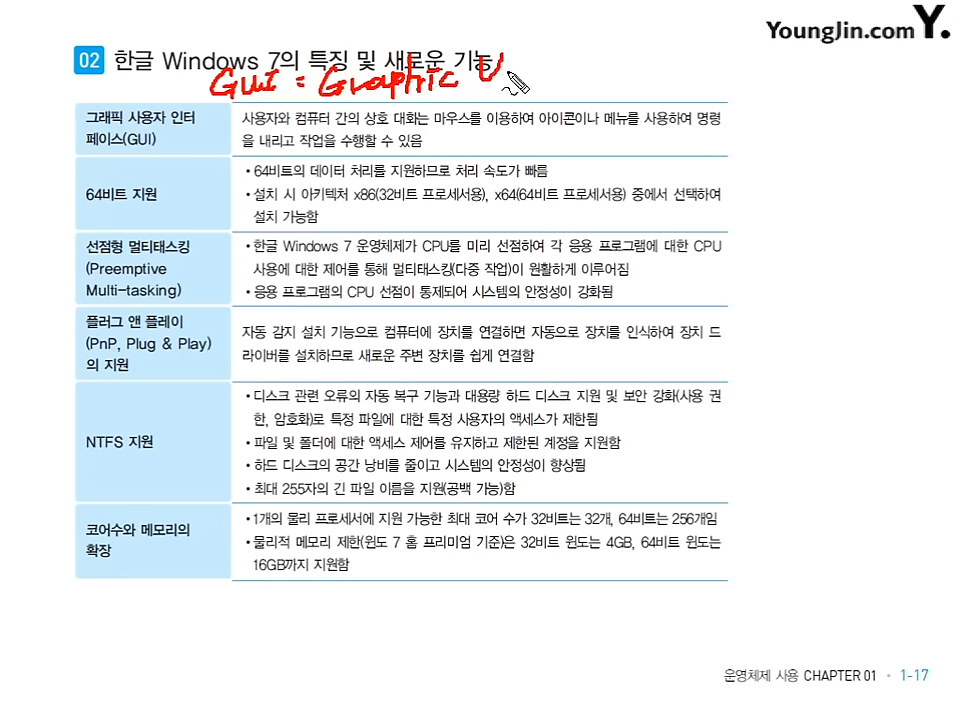 YoungJin.com Y.
02 한글 Windows 7의 특징 및 새로운 기능
GUI = Graphic U
그래픽 사용자 인터
페이스(GUI)
사용자와 컴퓨터 간의 상호 대화는 마우스를 이용하여 아이콘이나 메뉴를 사용하여 명령
을 내리고 작업을 수행할 수 있음
64비트 지원
• 64비트의 데이터 처리를 지원하므로 처리 속도가 빠름
• 설치 시 아키텍처 x86(32비트 프로세서용), x64(64비트 프로세서용) 중에서 선택하여
설치 가능함
선점형 멀티태스킹
(Preemptive
Multi-tasking)
• 한글 Windows 7 운영체제가 CPU를 미리 선점하여 각 응용 프로그램에 대한 CPU
사용에 대한 제어를 통해 멀티태스킹(다중 작업)이 원활하게 이루어짐
• 응용 프로그램의 CPU 선점이 통제되어 시스템의 안정성이 강화됨
플러그 앤 플레이
(PnP, Plug & Play)
의 지원
자동 감지 설치 기능으로 컴퓨터에 장치를 연결하면 자동으로 장치를 인식하여 장치 드
라이버를 설치하므로 새로운 주변 장치를 쉽게 연결함
NTFS 지원
• 디스크 관련 오류의 자동 복구 기능과 대용량 하드 디스크 지원 및 보안 강화(사용 권
한, 암호화)로 특정 파일에 대한 특정 사용자의 액세스가 제한됨
• 파일 및 폴더에 대한 액세스 제어를 유지하고 제한된 계정을 지원함
• 하드 디스크의 공간 낭비를 줄이고 시스템의 안정성이 향상됨
• 최대 255자의 긴 파일 이름을 지원(공백 가능)함
코어수와 메모리의
확장
• 1개의 물리 프로세서에 지원 가능한 최대 코어 수가 32비트는 32개, 64비트는 256개임
• 물리적 메모리 제한(윈도 7 홈 프리미엄 기준)은 32비트 윈도는 4GB, 64비트 윈도는
16GB까지 지원함
운영체제 사용 CHAPTER 01 • 1-17